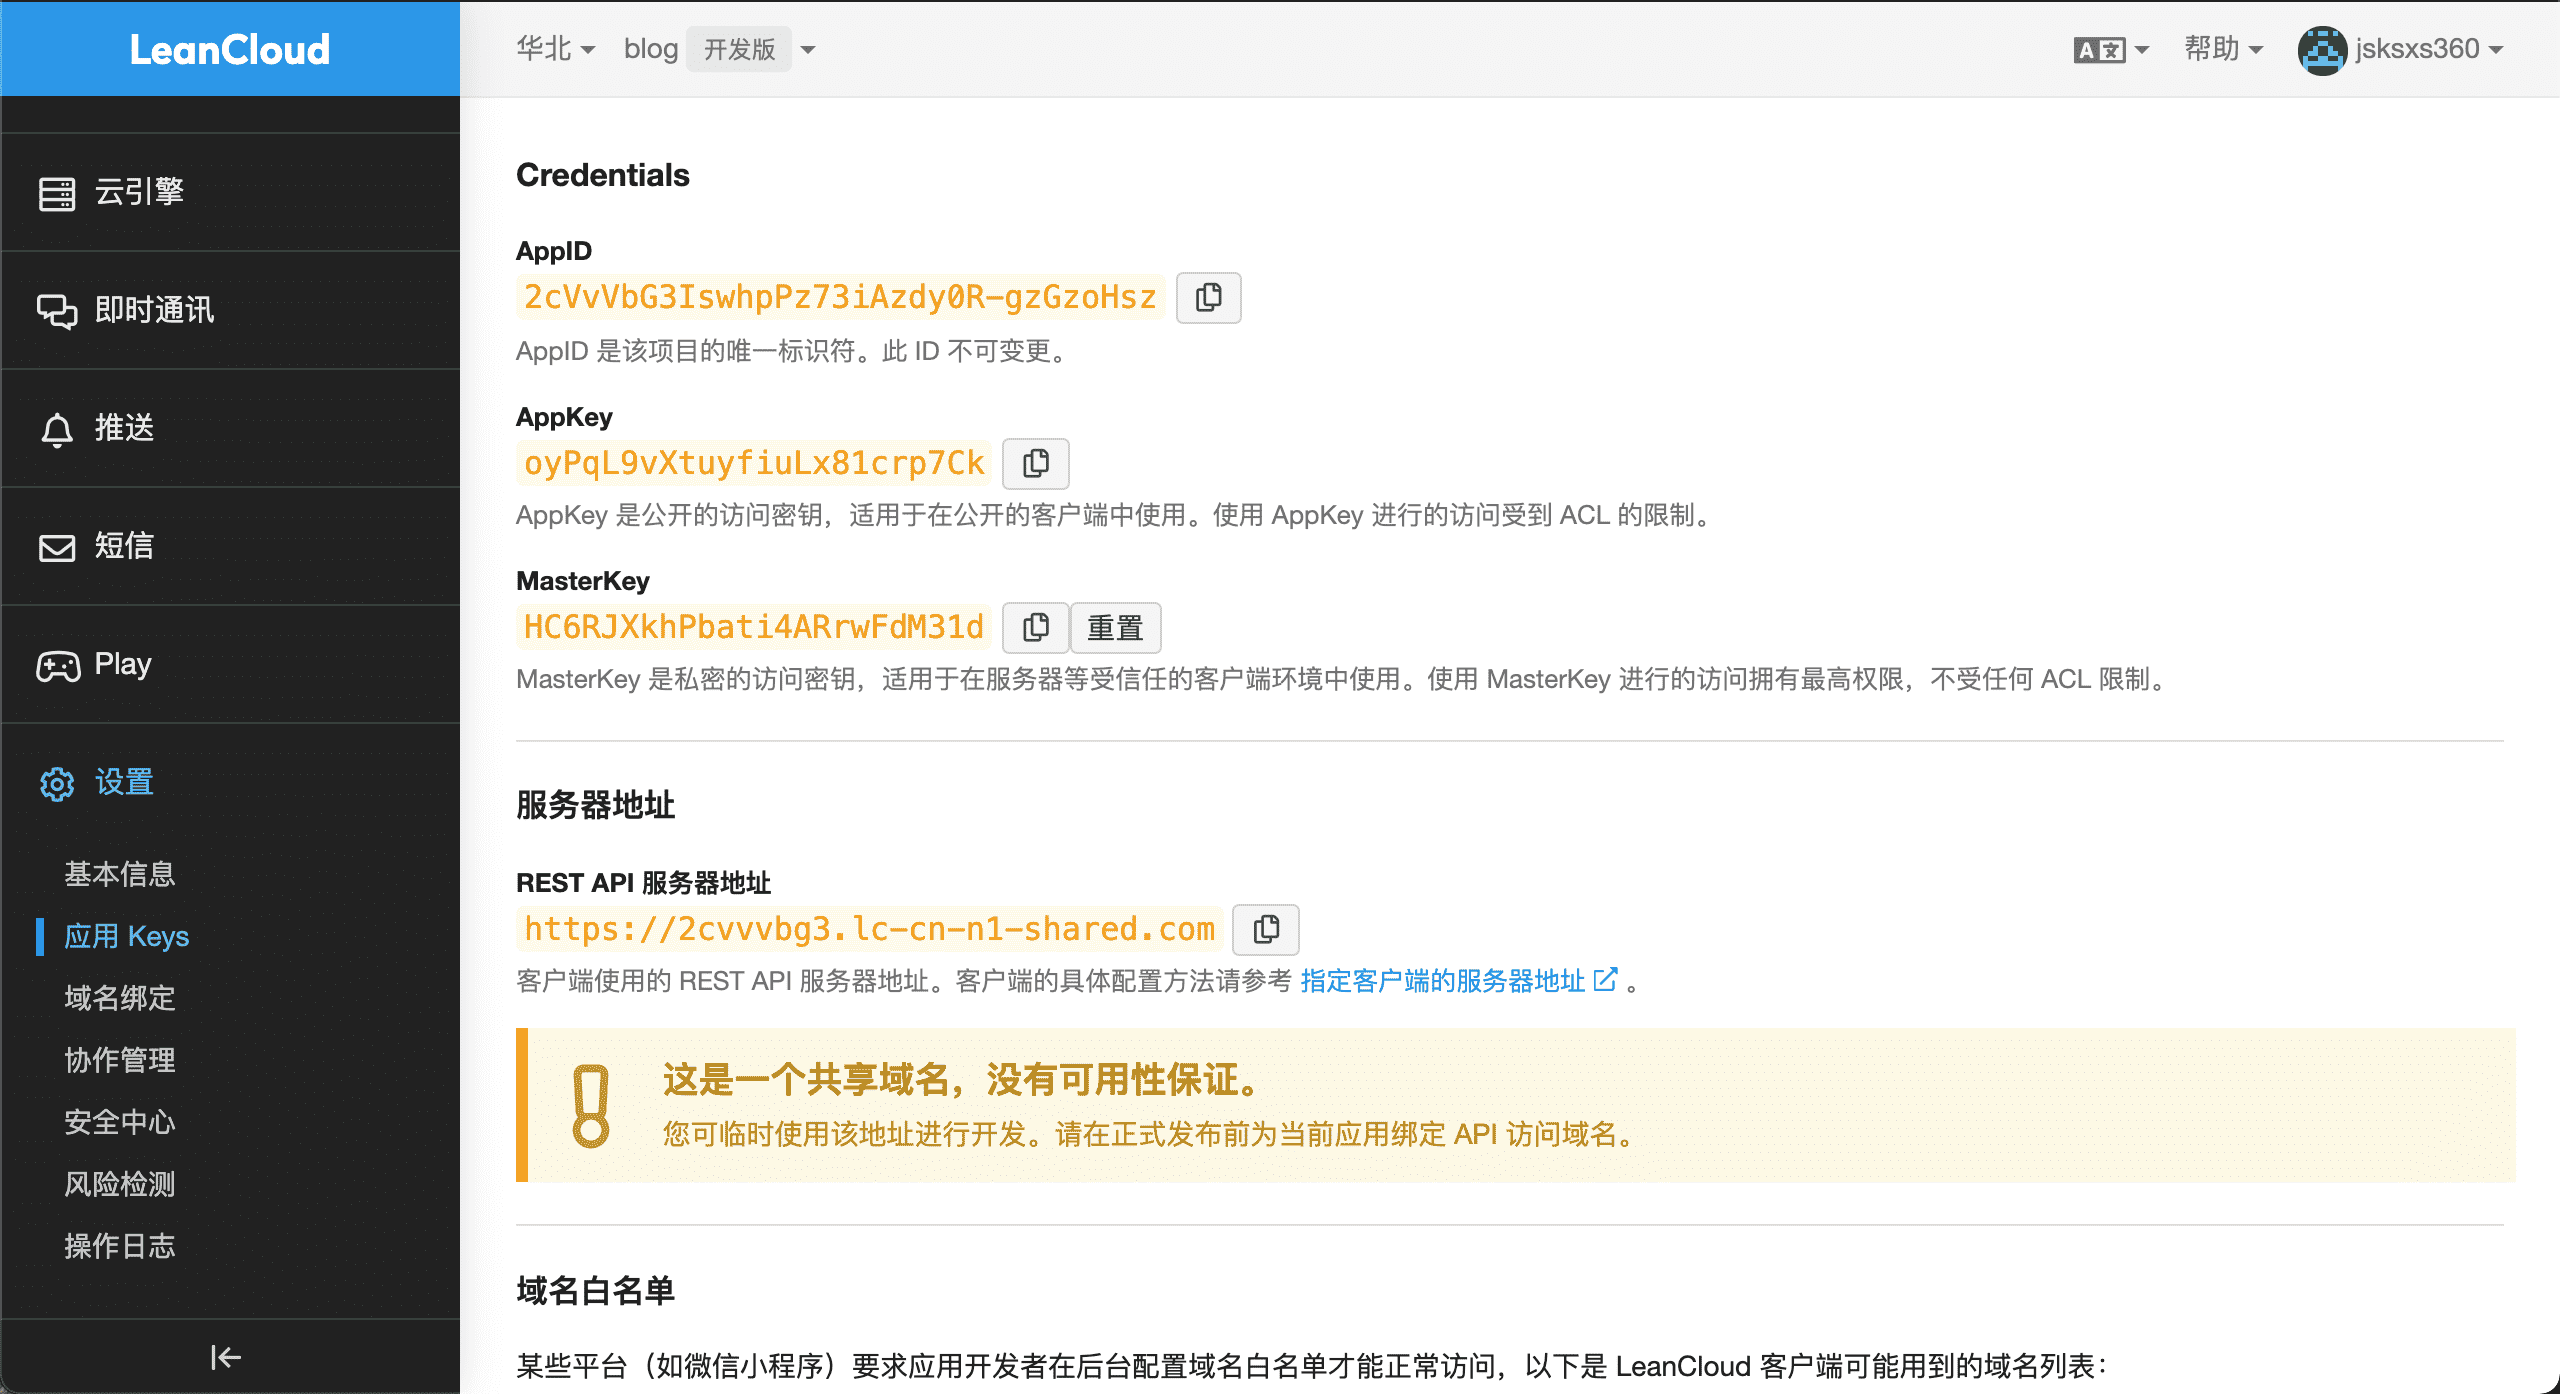 LeanCloud
华北
blog 开发版
帮助
jsksxs360
云引擎
即时通讯
推送
短信
Play
设置
基本信息
应用 Keys
域名绑定
协作管理
安全中心
风险检测
操作日志
Credentials
AppID
2cVvVbG3IswhpPz73iAzdy0R-gzGzoHsz
AppID 是该项目的唯一标识符。此 ID 不可变更。
AppKey
oyPqL9vXtuyfiuLx81crp7Ck
AppKey 是公开的访问密钥，适用于在公开的客户端中使用。使用 AppKey 进行的访问受到 ACL 的限制。
MasterKey
HC6RJXkhPbati4ARrwFdM31d
重置
MasterKey 是私密的访问密钥，适用于在服务器等受信任的客户端环境中使用。使用 MasterKey 进行的访问拥有最高权限，不受任何 ACL 限制。
服务器地址
REST API 服务器地址
https://2cvvvbg3.lc-cn-n1-shared.com
客户端使用的 REST API 服务器地址。客户端的具体配置方法请参考 指定客户端的服务器地址 。
这是一个共享域名，没有可用性保证。
您可临时使用该地址进行开发。请在正式发布前为当前应用绑定 API 访问域名。
域名白名单
某些平台（如微信小程序）要求应用开发者在后台配置域名白名单才能正常访问，以下是 LeanCloud 客户端可能用到的域名列表：